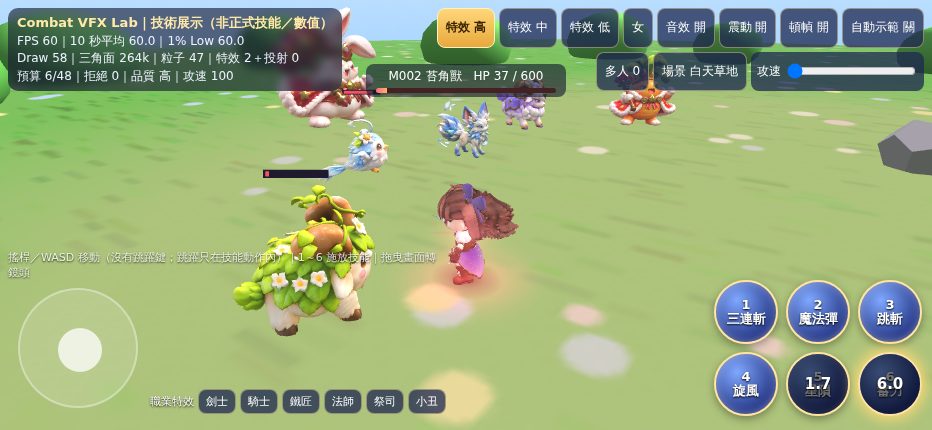 Combat VFX Lab｜技術展示（非正式技能／數值）
FPS 60｜10 秒平均 60.0｜1% Low 60.0
Draw 58｜三角面 264k｜粒子 47｜特效 2＋投射 0
預算 6/48｜拒絕 0｜品質 高｜攻速 100
特效 高
特效 中
特效 低
女
音效 開
震動 開
頓幀 開
自動示範 關
多人 0
場景 白天草地
攻速
M002 苔角獸 HP 37 / 600
搖桿／WASD 移動（沒有跳躍鍵；跳躍只在技能動作內）｜1–6 施放技能｜拖曳畫面轉
鏡頭
1
三連斬
2
魔法彈
3
跳斬
4
旋風
1.7
6.0
職業特效
劍士
騎士
鐵匠
法師
祭司
小丑